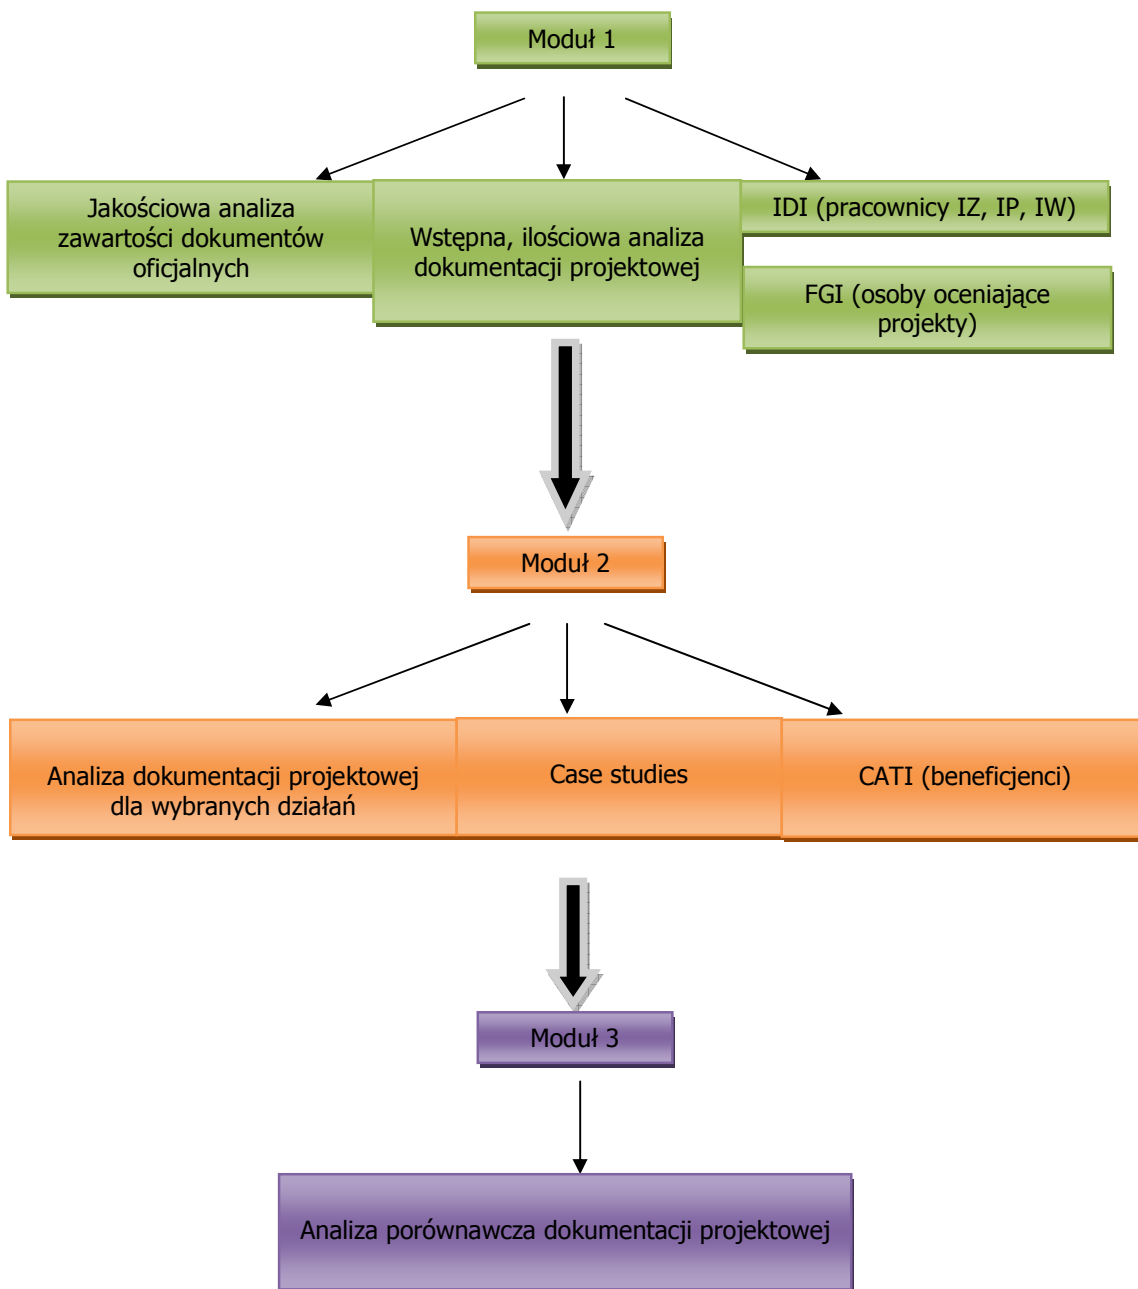 Moduł 1
Jakościowa analiza
zawartości dokumentów
oficjalnych
Wstępna, ilościowa analiza
dokumentacji projektowej
IDI (pracownicy IZ, IP, IW)
FGI (osoby oceniające
projekty)
Moduł 2
Analiza dokumentacji projektowej
dla wybranych działań
Case studies
CATI (beneficjenci)
Moduł 3
Analiza porównawcza dokumentacji projektowej